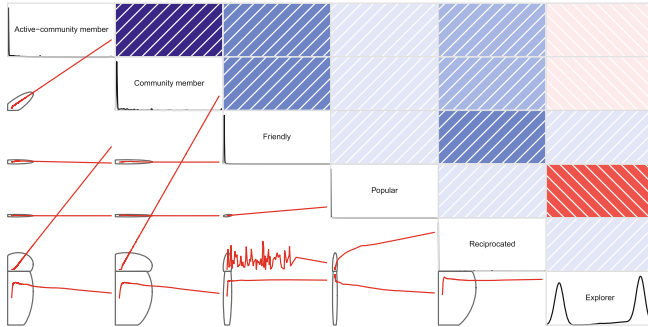 Active−community member
Community member
Friendly
Popular
Reciprocated
Explorer